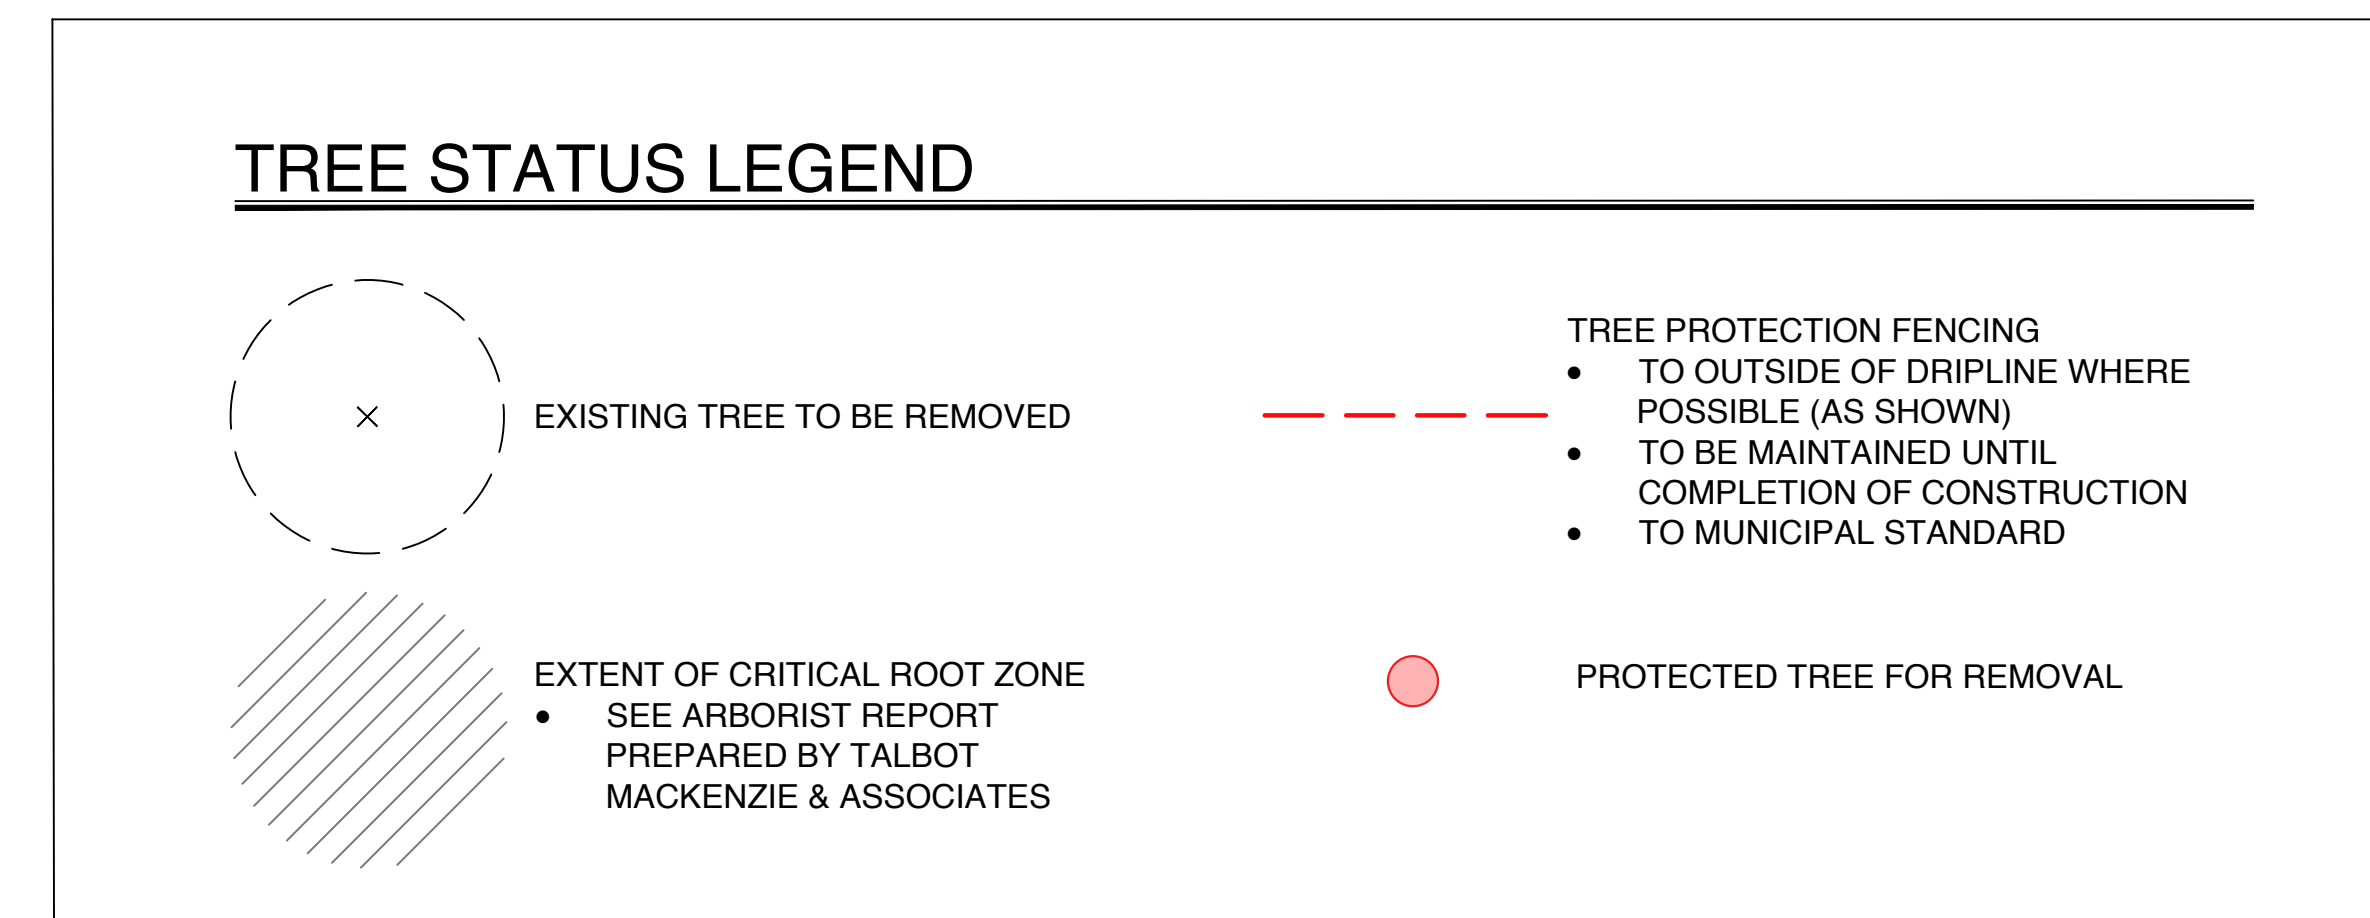 TREE STATUS LEGEND
EXISTING TREE TO BE REMOVED
TREE PROTECTION FENCING
• TO OUTSIDE OF DRIPLINE WHERE
POSSIBLE (AS SHOWN)
• TO BE MAINTAINED UNTIL
COMPLETION OF CONSTRUCTION
• TO MUNICIPAL STANDARD
EXTENT OF CRITICAL ROOT ZONE
• SEE ARBORIST REPORT
PREPARED BY TALBOT
MACKENZIE & ASSOCIATES
PROTECTED TREE FOR REMOVAL